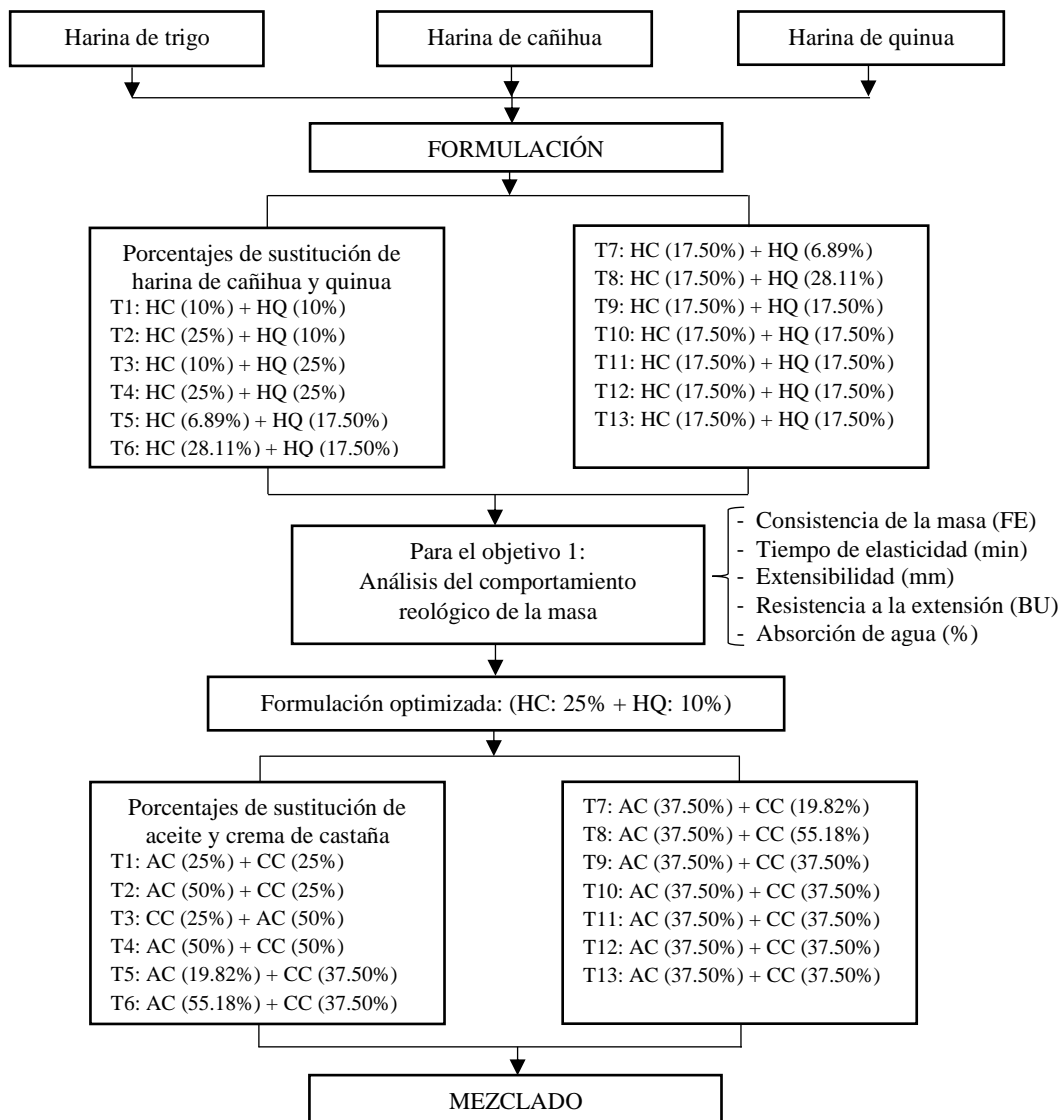 Harina de trigo
Harina de cañihua
Harina de quinua
FORMULACIÓN
Porcentajes de sustitución de
harina de cañihua y quinua
T1: HC (10%) + HQ (10%)
T2: HC (25%) + HQ (10%)
T3: HC (10%) + HQ (25%)
T4: HC (25%) + HQ (25%)
T5: HC (6.89%) + HQ (17.50%)
T6: HC (28.11%) + HQ (17.50%)
T7: HC (17.50%) + HQ (6.89%)
T8: HC (17.50%) + HQ (28.11%)
T9: HC (17.50%) + HQ (17.50%)
T10: HC (17.50%) + HQ (17.50%)
T11: HC (17.50%) + HQ (17.50%)
T12: HC (17.50%) + HQ (17.50%)
T13: HC (17.50%) + HQ (17.50%)
Para el objetivo 1:
Análisis del comportamiento
reológico de la masa
- Consistencia de la masa (FE)
- Tiempo de elasticidad (min)
- Extensibilidad (mm)
- Resistencia a la extensión (BU)
- Absorción de agua (%)
Formulación optimizada: (HC: 25% + HQ: 10%)
Porcentajes de sustitución de
aceite y crema de castaña
T1: AC (25%) + CC (25%)
T2: AC (50%) + CC (25%)
T3: CC (25%) + AC (50%)
T4: AC (50%) + CC (50%)
T5: AC (19.82%) + CC (37.50%)
T6: AC (55.18%) + CC (37.50%)
T7: AC (37.50%) + CC (19.82%)
T8: AC (37.50%) + CC (55.18%)
T9: AC (37.50%) + CC (37.50%)
T10: AC (37.50%) + CC (37.50%)
T11: AC (37.50%) + CC (37.50%)
T12: AC (37.50%) + CC (37.50%)
T13: AC (37.50%) + CC (37.50%)
MEZCLADO